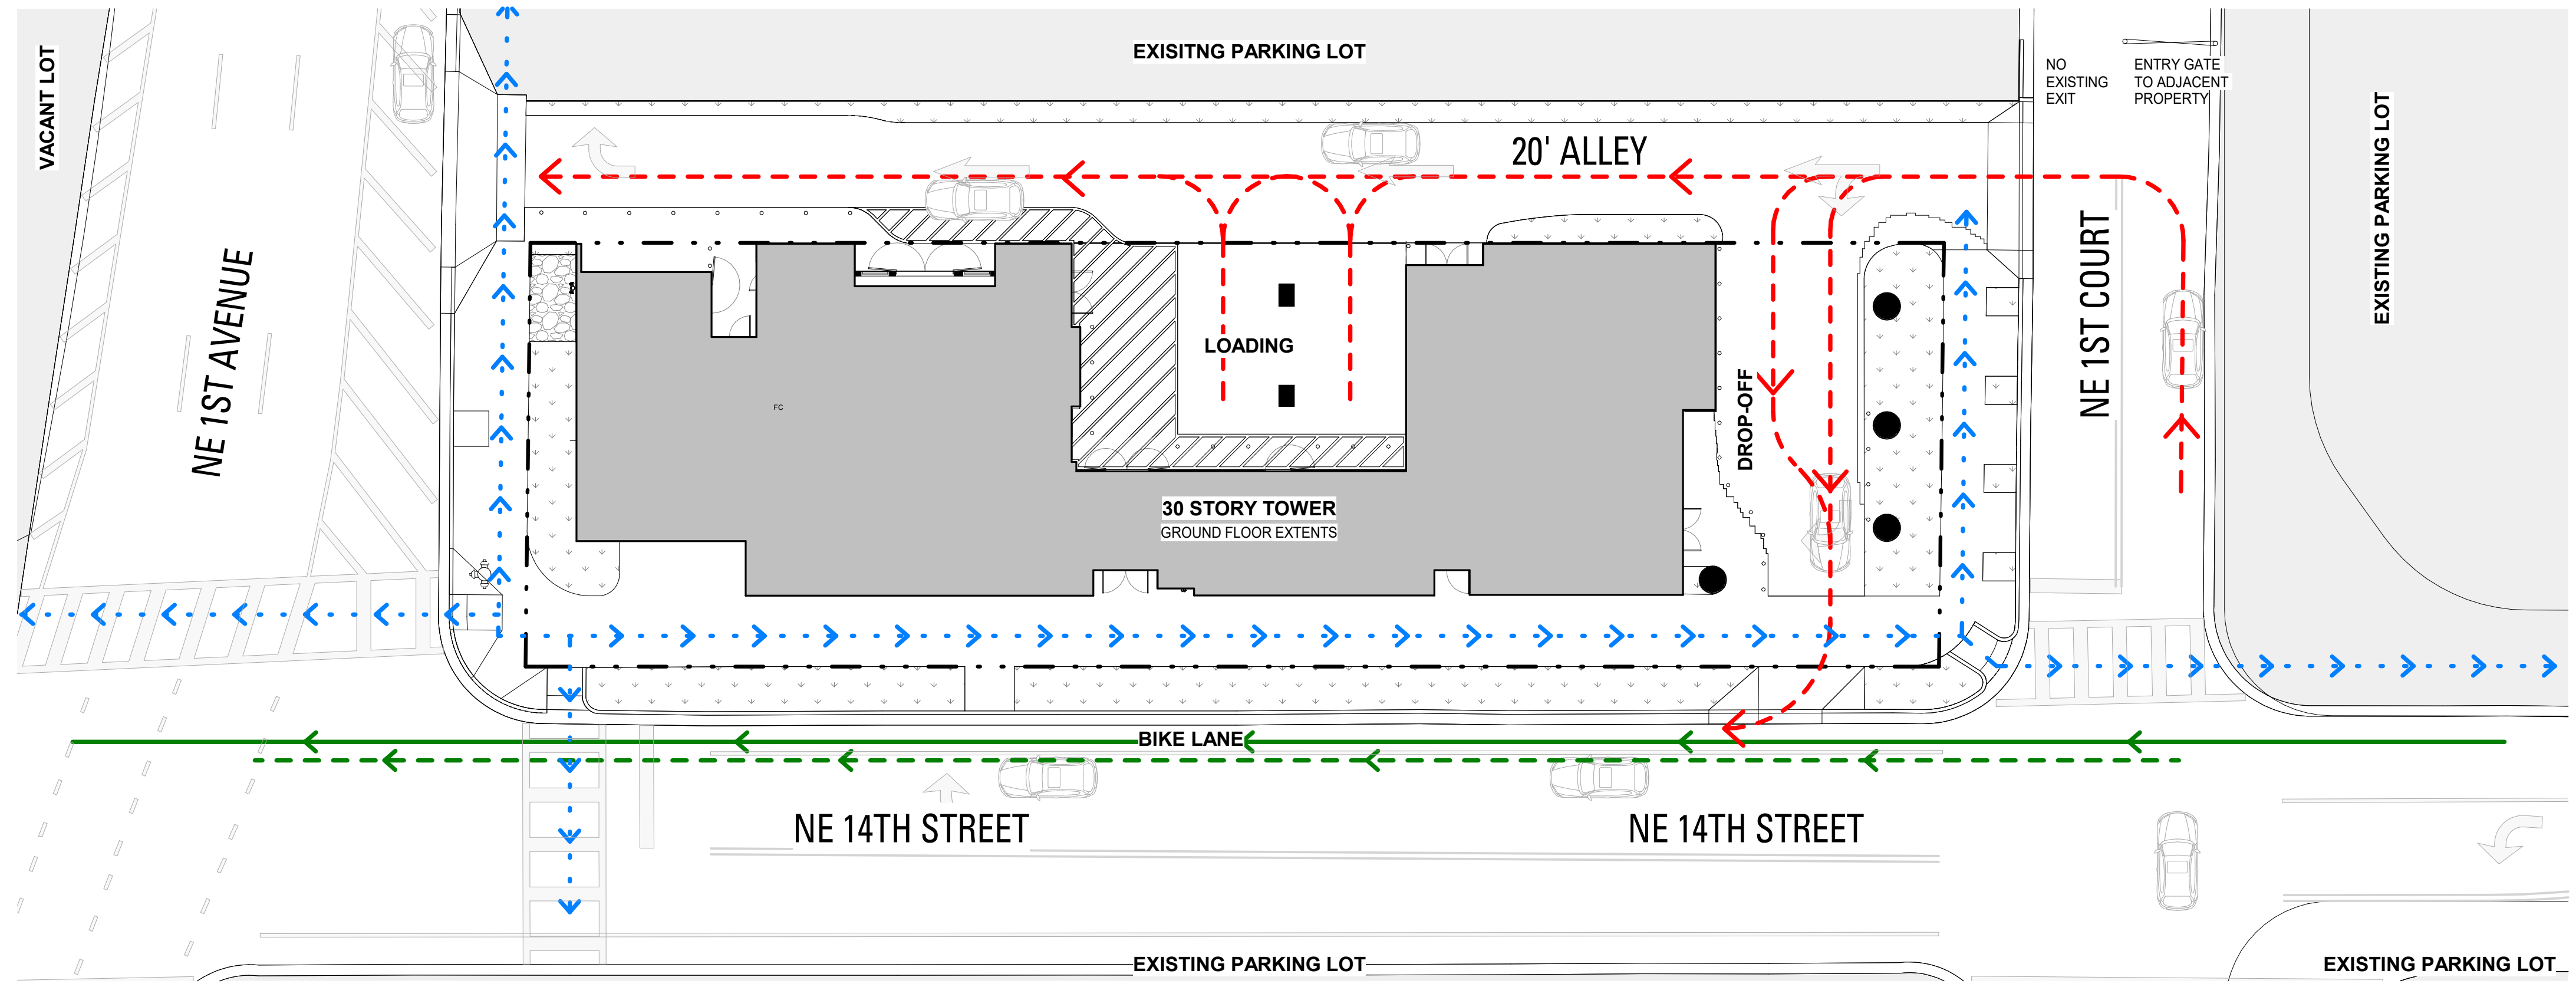 VACANT LOT
EXISITNG PARKING LOT
NO
EXISTING
EXIT
ENTRY GATE
TO ADJACENT
PROPERTY
EXISTING PARKING LOT
20' ALLEY
NE 1ST AVENUE
NE 1ST COURT
LOADING
DROP-OFF
FC
30 STORY TOWER
GROUND FLOOR EXTENTS
BIKE LANE
NE 14TH STREET
NE 14TH STREET
EXISTING PARKING LOT
EXISTING PARKING LOT